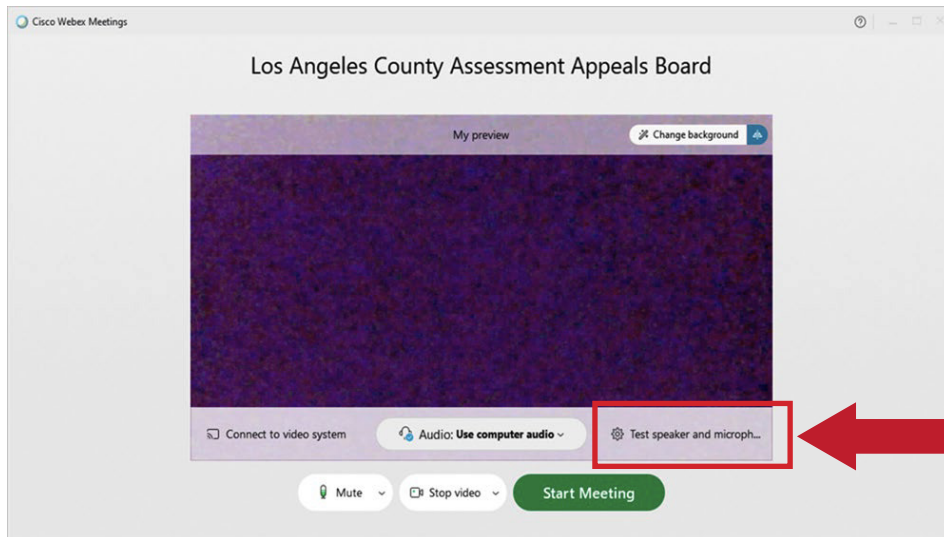 Cisco Webex Meetings
Los Angeles County Assessment Appeals Board
My preview
Change background
Connect to video system
Audio: Use computer audio
Test speaker and microph...
Mute
Stop video
Start Meeting